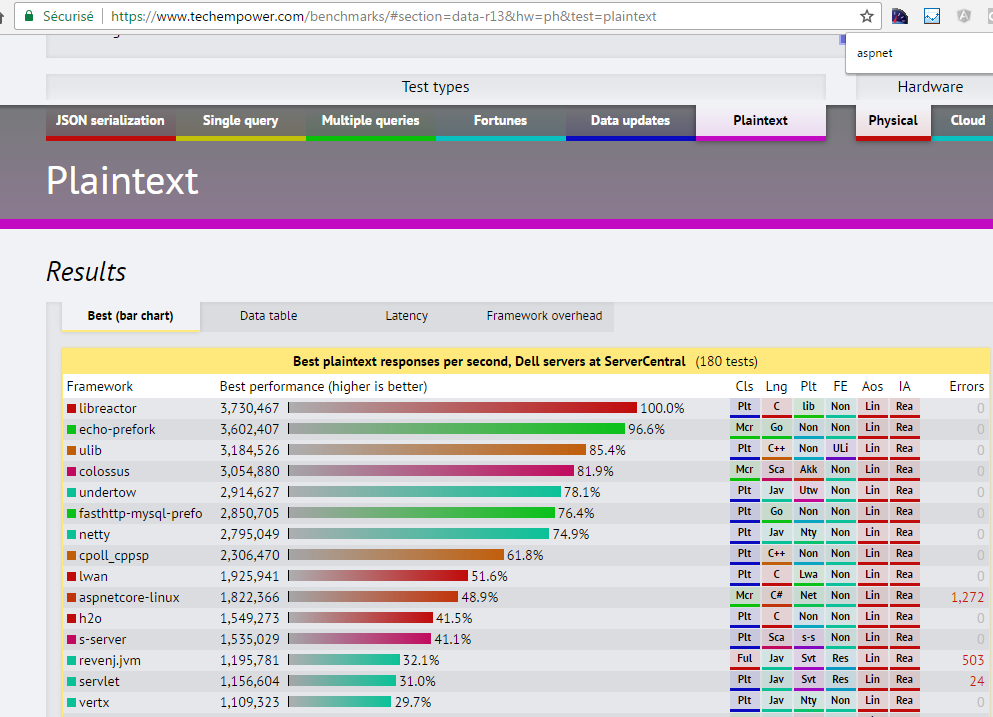 Sécurisé https://www.techempower.com/benchmarks/#section=data-r13&hw=ph&test=plaintext
aspnet
Test types Hardware
JSON serialization Single query Multiple queries Fortunes Data updates Plaintext Physical Cloud
Plaintext
Results
Best (bar chart) Data table Latency Framework overhead
Best plaintext responses per second, Dell servers at ServerCentral (180 tests)
Framework Best performance (higher is better) Cls Lng Plt FE Aos IA Errors
libreactor 3,730,467 100.0% Plt C lib Non Lin Rea 0
echo-prefork 3,602,407 96.6% Mcr Go Non Non Lin Rea 0
ulib 3,184,526 85.4% Plt C++ Non ULi Lin Rea 0
colossus 3,054,880 81.9% Mcr Sca Akk Non Lin Rea 0
undertow 2,914,627 78.1% Plt Jav Utw Non Lin Rea 0
fasthttp-mysql-prefo 2,850,705 76.4% Plt Go Non Non Lin Rea 0
netty 2,795,049 74.9% Plt Jav Nty Non Lin Rea 0
cpoll_cppsp 2,306,470 61.8% Plt C++ Non Non Lin Rea 0
lwan 1,925,941 51.6% Plt C Lwa Non Lin Rea 0
aspnetcore-linux 1,822,366 48.9% Mcr C# Net Non Lin Rea 1,272
h2o 1,549,273 41.5% Plt C Non Non Lin Rea 0
s-server 1,535,029 41.1% Plt Sca s-s Non Lin Rea 0
revenj.jvm 1,195,781 32.1% Ful Jav Svt Res Lin Rea 503
servlet 1,156,604 31.0% Plt Jav Svt Res Lin Rea 24
vertx 1,109,323 29.7% Plt Jav Nty Non Lin Rea 0